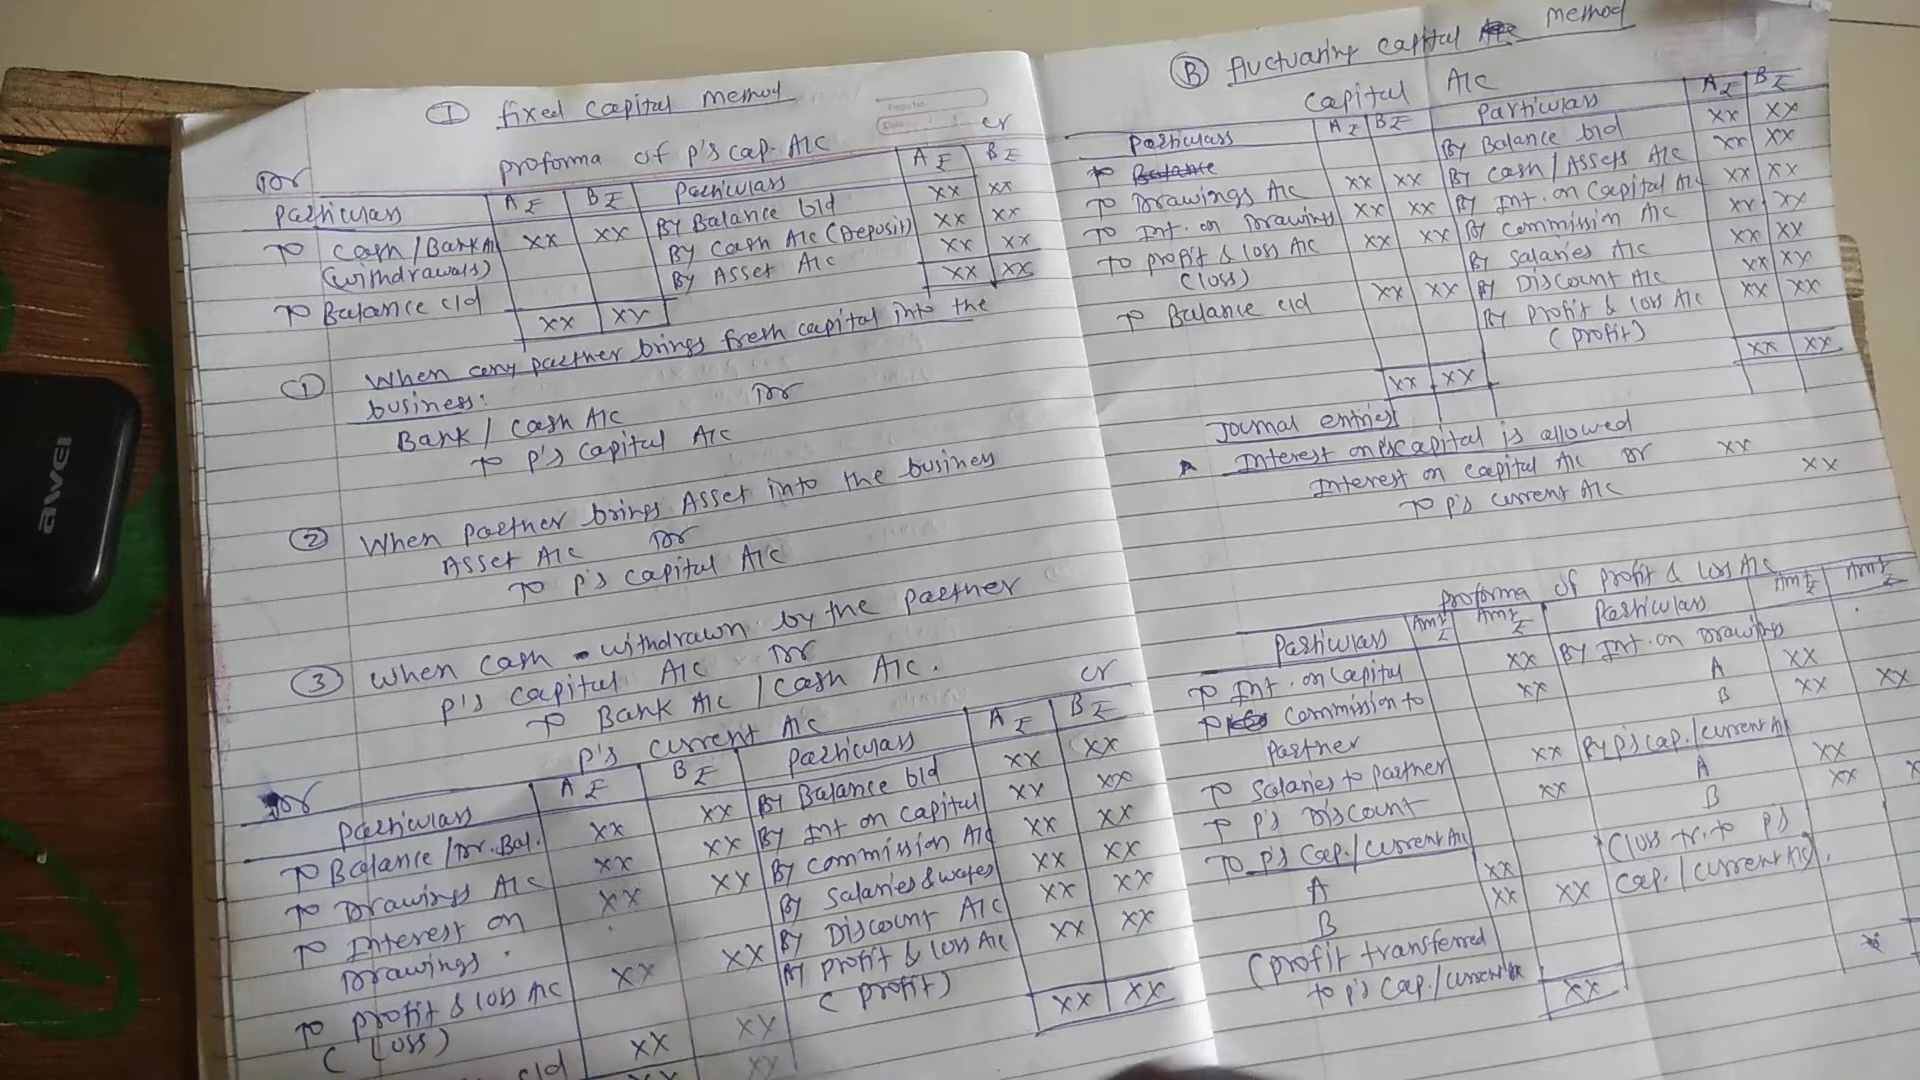 ① fixed capital method
proforma of p's cap. A/c
Dr
cr
Particulars A ₹ B ₹ Particulars A ₹ B ₹
To cash / Bank A/c xx xx By Balance b/d xx xx
(withdrawals) By cash A/c (Deposit) xx xx
By Asset A/c xx xx
To Balance c/d xx xx
xx xx
① When any partner brings fresh capital into the
business:
Bank / cash A/c Dr
To p's capital A/c
② When partner brings Asset into the business
Asset A/c Dr
To p's capital A/c
③ When cash withdrawn by the partner
p's capital A/c Dr
To Bank A/c / cash A/c.
p's current A/c
Dr
cr
Particulars A ₹ B ₹ Particulars A ₹ B ₹
To Balance / Dr. Bal. xx xx By Balance b/d xx xx
To Drawings A/c xx xx By Int on capital xx xx
To Interest on xx xx By Commission A/c xx xx
Drawings. By salaries & wages xx xx
By Discount A/c xx xx
To profit & loss A/c xx xx By profit & loss A/c xx xx
(loss) (profit)
xx xx
c/d xx xx
xx xx
Ⓑ fluctuating capital method
Capital A/c
Particulars A ₹ B ₹ Particulars A ₹ B ₹
To Balance By Balance b/d xx xx
To Drawings A/c xx xx By cash / Assets A/c xx xx
To Int. on Drawings xx xx By Int. on Capital A/c xx xx
To profit & loss A/c xx xx By Commission A/c xx xx
(loss) By salaries A/c xx xx
To Balance c/d xx xx By Discount A/c xx xx
By Profit & loss A/c xx xx
(profit)
xx xx xx xx
Journal entries
Interest on capital is allowed
Interest on capital A/c Dr xx
To p's current A/c xx
proforma of profit & loss A/c
Particulars Amt ₹ Amt ₹ Particulars Amt ₹ Amt ₹
To Int. on Capital xx By Int. on Drawings
To Commission to xx A xx
Partner B xx xx
To Salaries to partner xx By p's cap. / current A/c
To p's Discount xx A xx
To p's Cap. / current A/c B xx x
A xx (loss tr. to p's
B xx xx cap. / current A/c).
(profit transferred
to p's cap. / current A/c xx
awei